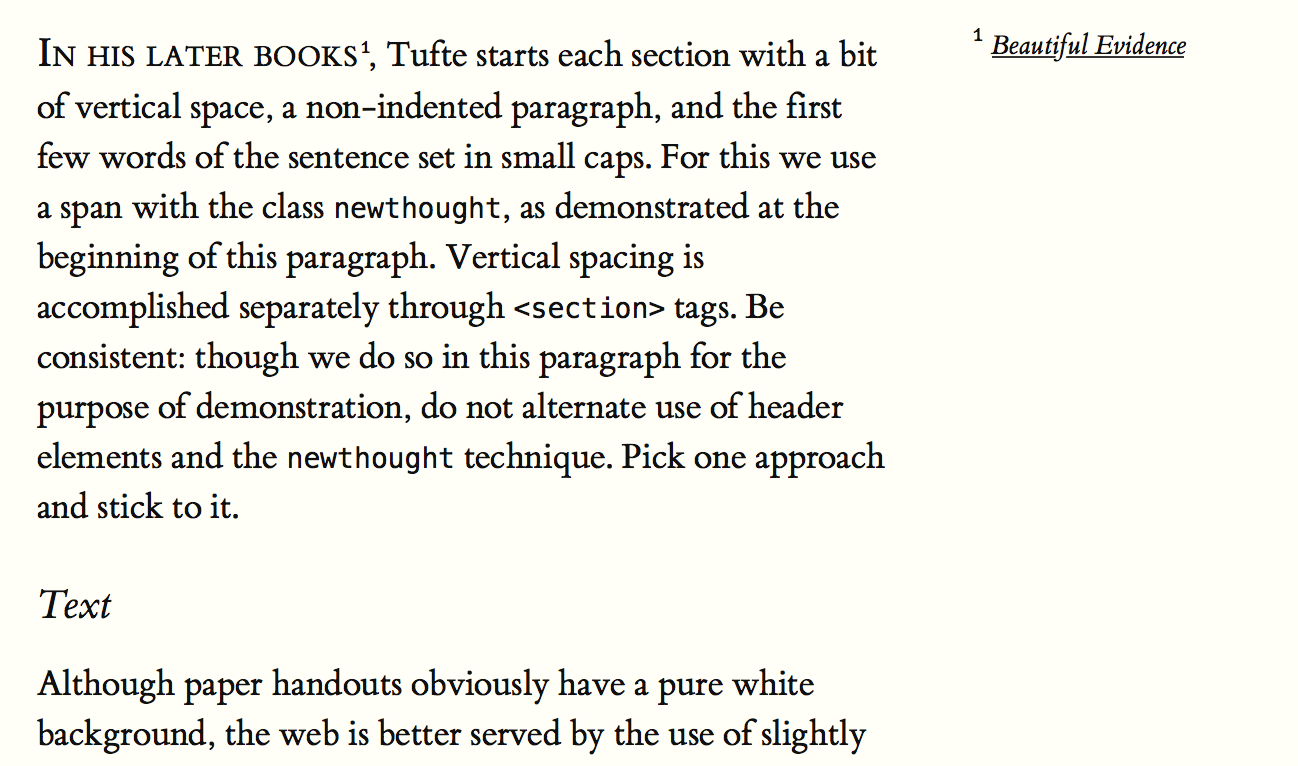 In his later books¹, Tufte starts each section with a bit
of vertical space, a non-indented paragraph, and the first
few words of the sentence set in small caps. For this we use
a span with the class newthought, as demonstrated at the
beginning of this paragraph. Vertical spacing is
accomplished separately through <section> tags. Be
consistent: though we do so in this paragraph for the
purpose of demonstration, do not alternate use of header
elements and the newthought technique. Pick one approach
and stick to it.
¹ Beautiful Evidence
Text
Although paper handouts obviously have a pure white
background, the web is better served by the use of slightly